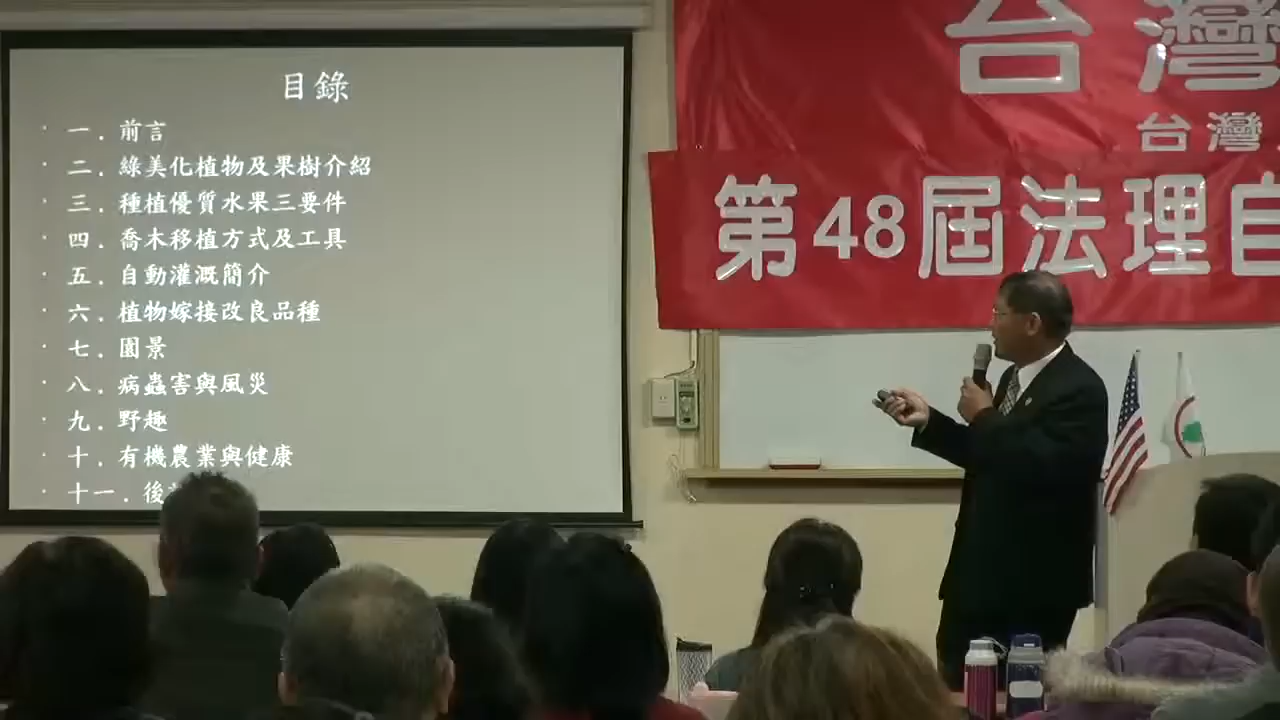 目錄
一. 前言
二. 綠美化植物及果樹介紹
三. 種植優質水果三要件
四. 喬木移植方式及工具
五. 自動灌溉簡介
六. 植物嫁接改良品種
七. 園景
八. 病蟲害與風災
九. 野趣
十. 有機農業與健康
十一. 後
台灣
台灣
第48屆法理自